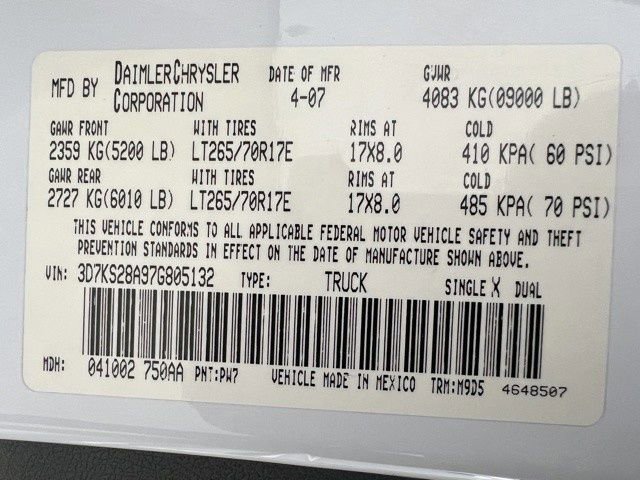 MFD BY DAIMLERCHRYSLER CORPORATION DATE OF MFR 4-07 GVWR 4083 KG(09000 LB)
GAWR FRONT WITH TIRES RIMS AT COLD
2359 KG(5200 LB) LT265/70R17E 17X8.0 410 KPA( 60 PSI)
GAWR REAR WITH TIRES RIMS AT COLD
2727 KG(6010 LB) LT265/70R17E 17X8.0 485 KPA( 70 PSI)
THIS VEHICLE CONFORMS TO ALL APPLICABLE FEDERAL MOTOR VEHICLE SAFETY AND THEFT
PREVENTION STANDARDS IN EFFECT ON THE DATE OF MANUFACTURE SHOWN ABOVE.
VIN: 3D7KS28A97G805132 TYPE: TRUCK SINGLE X DUAL
MDH: 041002 750AA PNT:PW7 VEHICLE MADE IN MEXICO TRM:M9D5 4648507